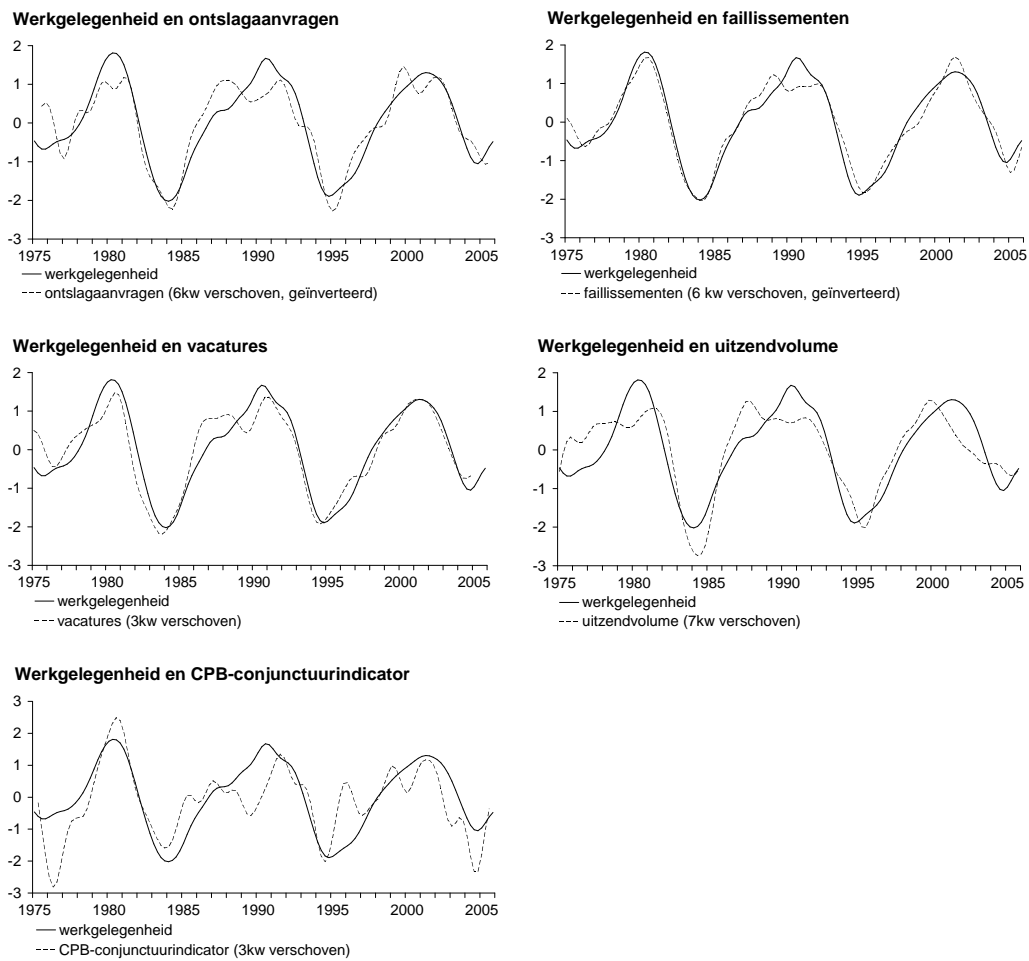 Werkgelegenheid en ontslagaanvragen
2
1
0
-1
-2
-3
1975 1980 1985 1990 1995 2000 2005
werkgelegenheid
ontslagaanvragen (6kw verschoven, geïnverteerd)
Werkgelegenheid en faillissementen
2
1
0
-1
-2
-3
1975 1980 1985 1990 1995 2000 2005
werkgelegenheid
faillissementen (6 kw verschoven, geïnverteerd)
Werkgelegenheid en vacatures
2
1
0
-1
-2
-3
1975 1980 1985 1990 1995 2000 2005
werkgelegenheid
vacatures (3kw verschoven)
Werkgelegenheid en uitzendvolume
2
1
0
-1
-2
-3
1975 1980 1985 1990 1995 2000 2005
werkgelegenheid
uitzendvolume (7kw verschoven)
Werkgelegenheid en CPB-conjunctuurindicator
3
2
1
0
-1
-2
-3
1975 1980 1985 1990 1995 2000 2005
werkgelegenheid
CPB-conjunctuurindicator (3kw verschoven)